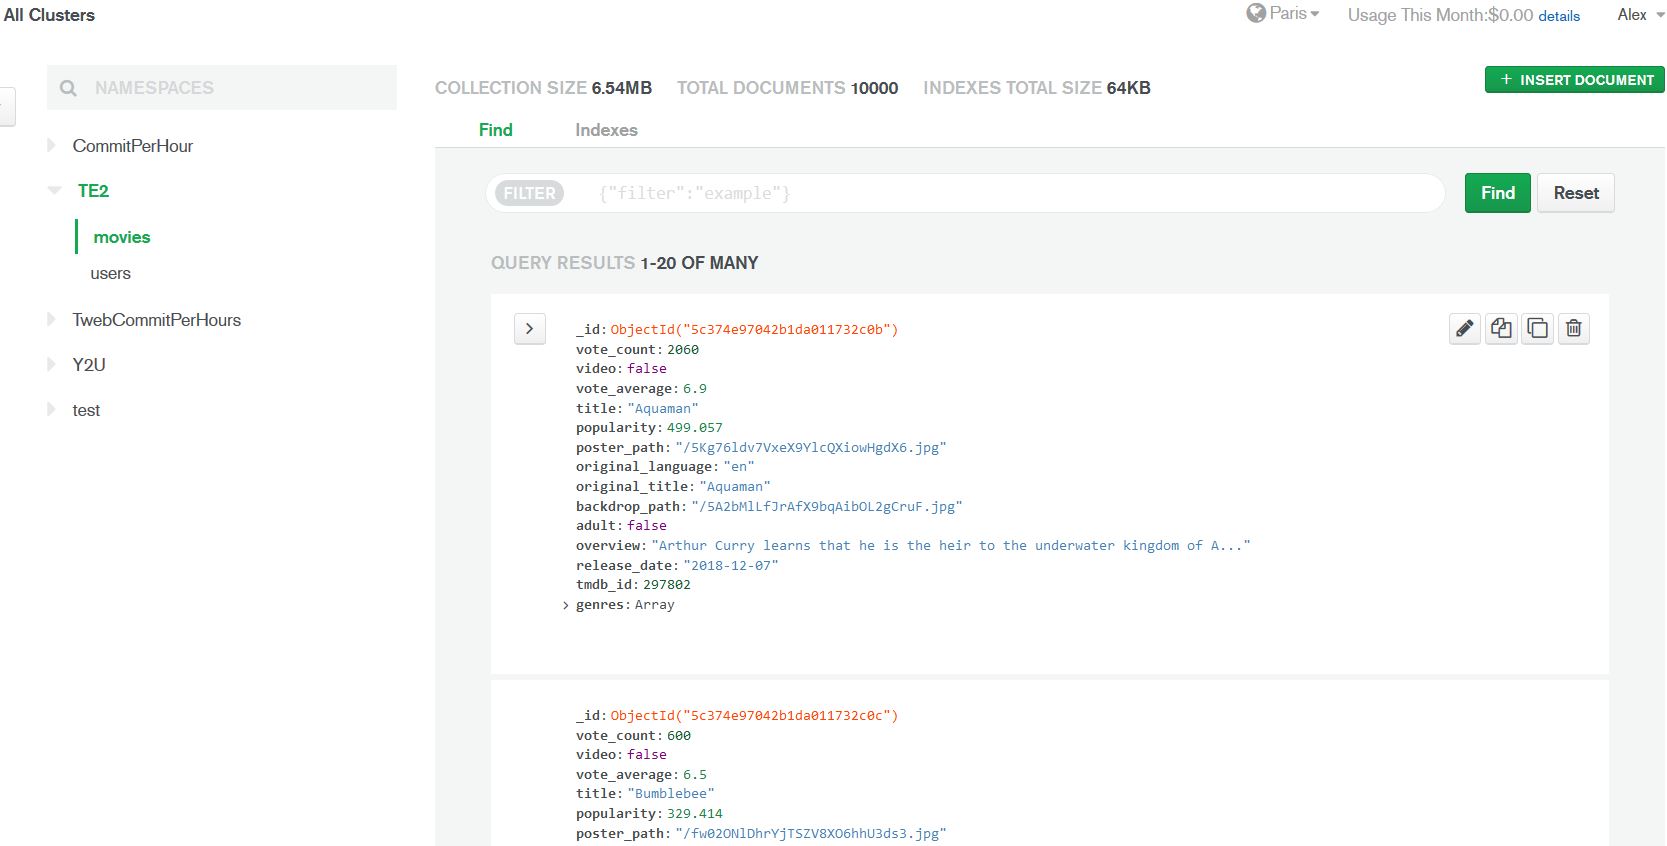 All Clusters
Paris
Usage This Month:$0.00 details
Alex
NAMESPACES
CommitPerHour
TE2
movies
users
TwebCommitPerHours
Y2U
test
COLLECTION SIZE 6.54MB TOTAL DOCUMENTS 10000 INDEXES TOTAL SIZE 64KB
+ INSERT DOCUMENT
Find Indexes
FILTER {"filter":"example"}
Find Reset
QUERY RESULTS 1-20 OF MANY
_id: ObjectId("5c374e97042b1da011732c0b")
vote_count: 2060
video: false
vote_average: 6.9
title: "Aquaman"
popularity: 499.057
poster_path: "/5Kg76ldv7VxeX9YlcQXiowHgdX6.jpg"
original_language: "en"
original_title: "Aquaman"
backdrop_path: "/5A2bMlLfJrAfX9bqAibOL2gCruF.jpg"
adult: false
overview: "Arthur Curry learns that he is the heir to the underwater kingdom of A..."
release_date: "2018-12-07"
tmdb_id: 297802
genres: Array
_id: ObjectId("5c374e97042b1da011732c0c")
vote_count: 600
video: false
vote_average: 6.5
title: "Bumblebee"
popularity: 329.414
poster_path: "/fw02ONlDhrYjTSZV8XO6hhU3ds3.jpg"